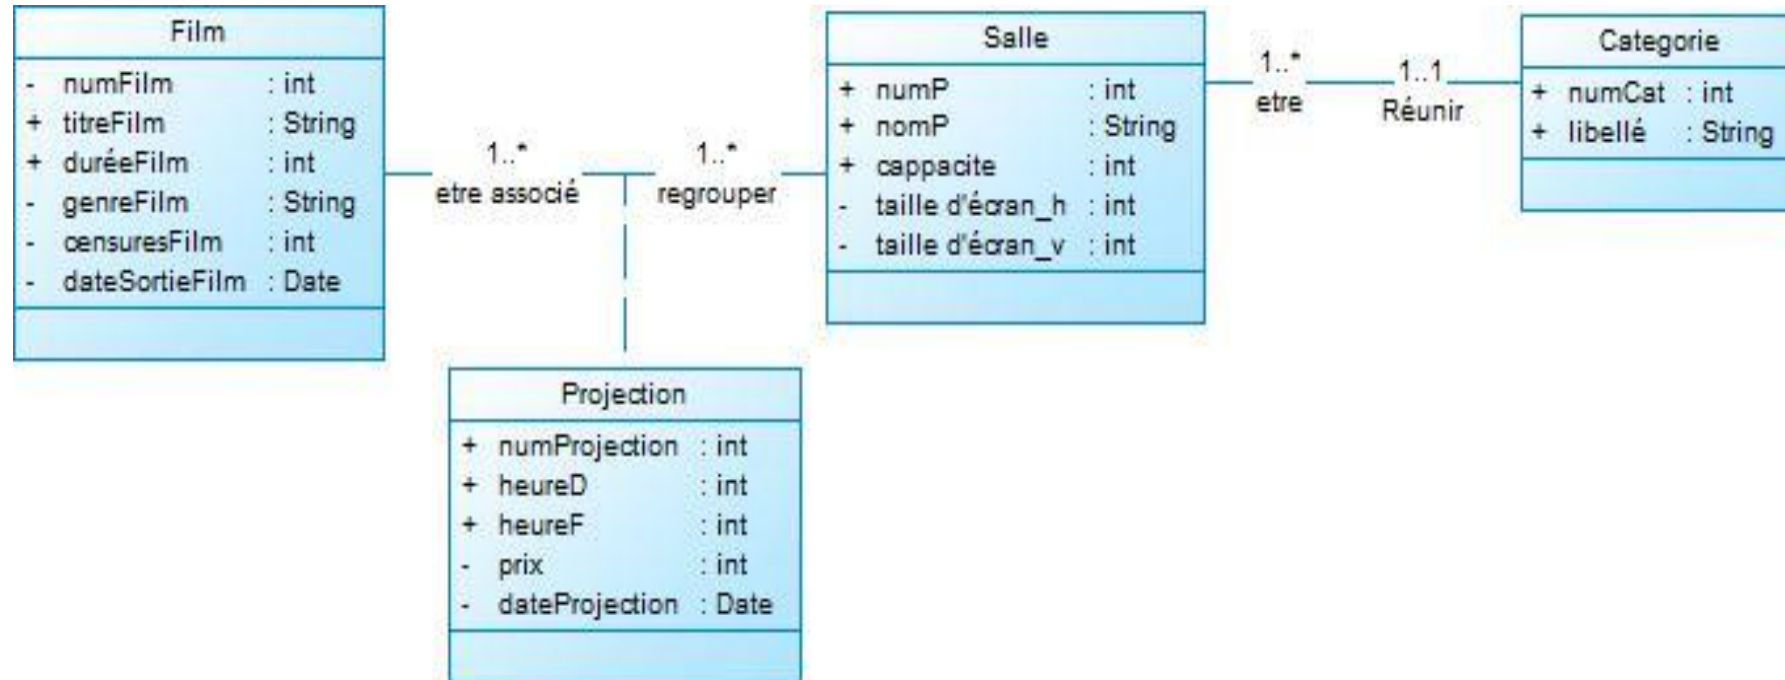 Film
- numFilm : int
+ titreFilm : String
+ duréeFilm : int
- genreFilm : String
- censuresFilm : int
- dateSortieFilm : Date
1..*
etre associé
1..*
regrouper
Salle
+ numP : int
+ nomP : String
+ cappacite : int
- taille d'écran_h : int
- taille d'écran_v : int
1..*
etre
1..1
Réunir
Categorie
+ numCat : int
+ libellé : String
Projection
+ numProjection : int
+ heureD : int
+ heureF : int
- prix : int
- dateProjection : Date